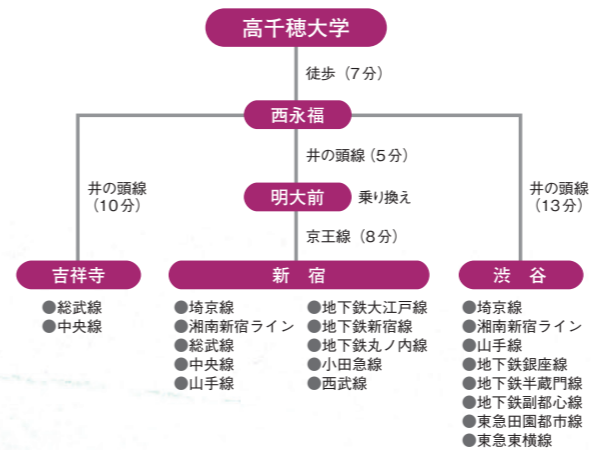 高千穂大学
徒歩（7分）
西永福
井の頭線（5分）
井の頭線
（10分）
井の頭線
（13分）
明大前 乗り換え
京王線（8分）
吉祥寺
●総武線
●中央線
新　宿
●埼京線
●湘南新宿ライン
●総武線
●中央線
●山手線
●地下鉄大江戸線
●地下鉄新宿線
●地下鉄丸ノ内線
●小田急線
●西武線
渋　谷
●埼京線
●湘南新宿ライン
●山手線
●地下鉄銀座線
●地下鉄半蔵門線
●地下鉄副都心線
●東急田園都市線
●東急東横線